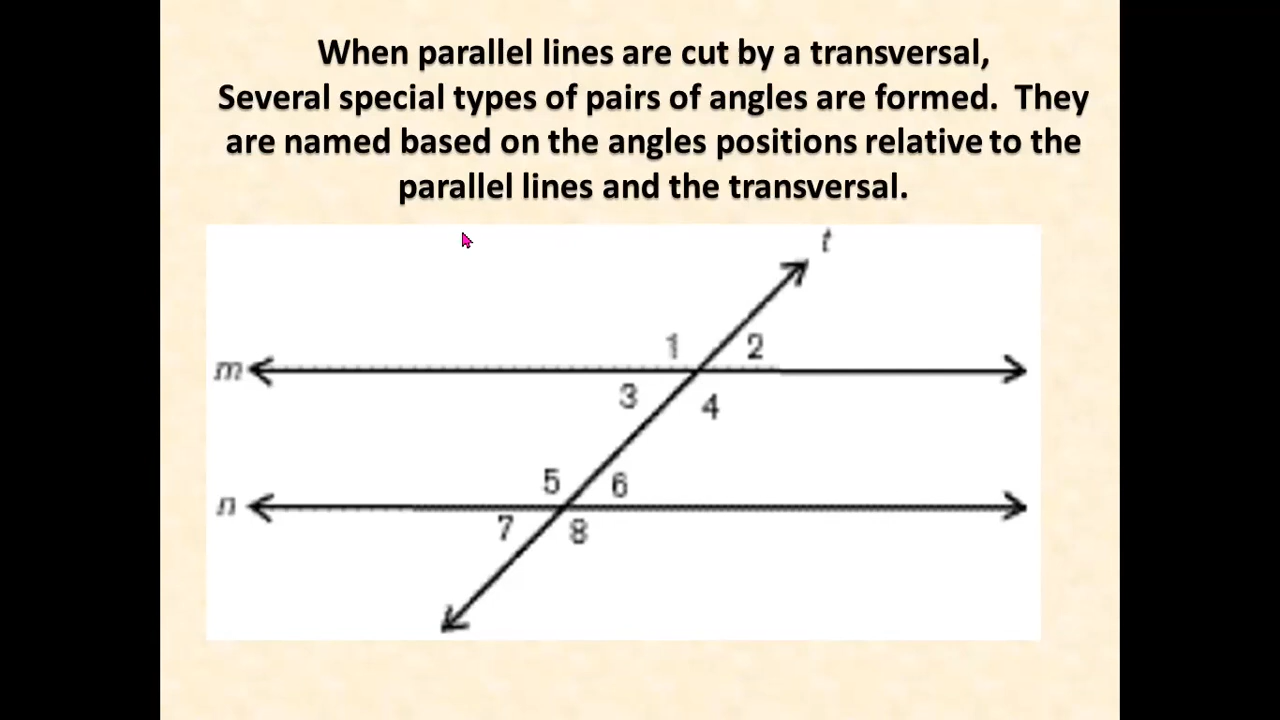 When parallel lines are cut by a transversal,
Several special types of pairs of angles are formed.  They
are named based on the angles positions relative to the
parallel lines and the transversal.
t
1 2
m
3 4
5 6
n
7 8